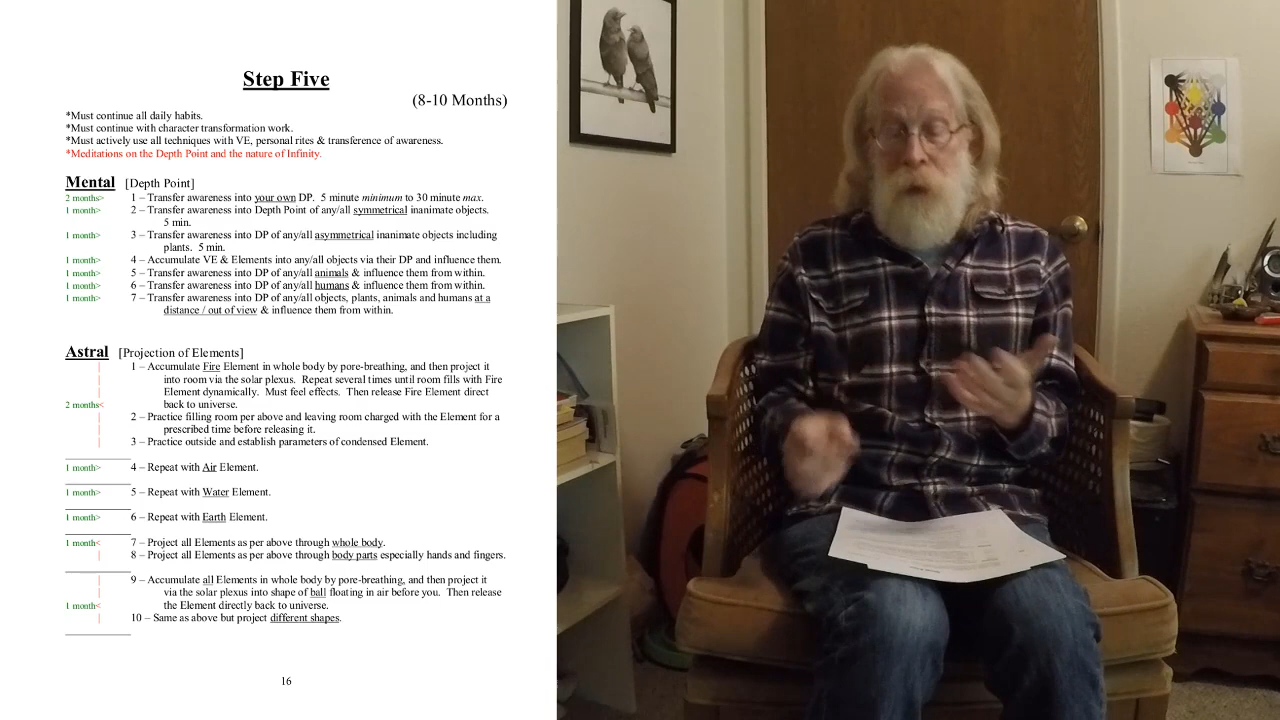 Step Five
(8-10 Months)
*Must continue all daily habits.
*Must continue with character transformation work.
*Must actively use all techniques with VE, personal rites & transference of awareness.
*Meditations on the Depth Point and the nature of Infinity.
Mental [Depth Point]
2 months> 1 – Transfer awareness into your own DP. 5 minute minimum to 30 minute max.
1 month> 2 – Transfer awareness into Depth Point of any/all symmetrical inanimate objects.
5 min.
1 month> 3 – Transfer awareness into DP of any/all asymmetrical inanimate objects including
plants. 5 min.
1 month> 4 – Accumulate VE & Elements into any/all objects via their DP and influence them.
1 month> 5 – Transfer awareness into DP of any/all animals & influence them from within.
1 month> 6 – Transfer awareness into DP of any/all humans & influence them from within.
1 month> 7 – Transfer awareness into DP of any/all objects, plants, animals and humans at a
distance / out of view & influence them from within.
Astral [Projection of Elements]
1 – Accumulate Fire Element in whole body by pore-breathing, and then project it
into room via the solar plexus. Repeat several times until room fills with Fire
Element dynamically. Must feel effects. Then release Fire Element direct
2 months< back to universe.
2 – Practice filling room per above and leaving room charged with the Element for a
prescribed time before releasing it.
3 – Practice outside and establish parameters of condensed Element.
1 month> 4 – Repeat with Air Element.
1 month> 5 – Repeat with Water Element.
1 month> 6 – Repeat with Earth Element.
1 month< 7 – Project all Elements as per above through whole body.
8 – Project all Elements as per above through body parts especially hands and fingers.
9 – Accumulate all Elements in whole body by pore-breathing, and then project it
via the solar plexus into shape of ball floating in air before you. Then release
1 month< the Element directly back to universe.
10 – Same as above but project different shapes.
16